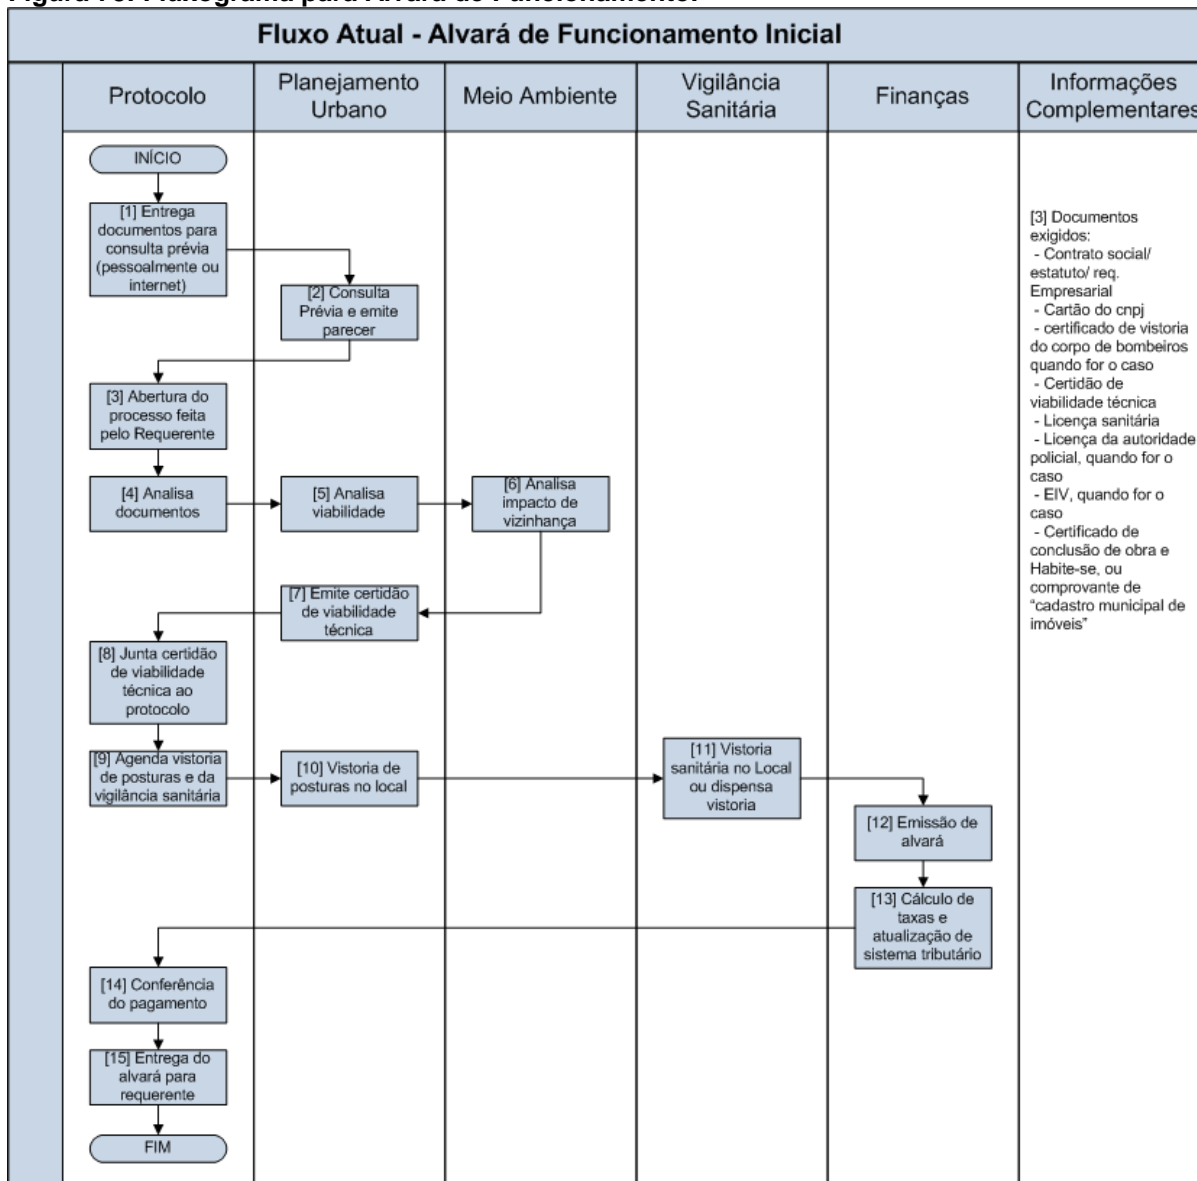 Fluxo Atual - Alvará de Funcionamento Inicial
Protocolo
Planejamento
Urbano
Meio Ambiente
Vigilância
Sanitária
Finanças
Informações
Complementares
INÍCIO
[1] Entrega
documentos para
consulta prévia
(pessoalmente ou
internet)
[2] Consulta
Prévia e emite
parecer
[3] Abertura do
processo feita
pelo Requerente
[4] Analisa
documentos
[5] Analisa
viabilidade
[6] Analisa
impacto de
vizinhança
[7] Emite certidão
de viabilidade
técnica
[8] Junta certidão
de viabilidade
técnica ao
protocolo
[9] Agenda vistoria
de posturas e da
vigilância sanitária
[10] Vistoria de
posturas no local
[11] Vistoria
sanitária no Local
ou dispensa
vistoria
[12] Emissão de
alvará
[13] Cálculo de
taxas e
atualização de
sistema tributário
[14] Conferência
do pagamento
[15] Entrega do
alvará para
requerente
FIM
[3] Documentos
exigidos:
- Contrato social/
estatuto/ req.
Empresarial
- Cartão do cnpj
- certificado de vistoria
do corpo de bombeiros
quando for o caso
- Certidão de
viabilidade técnica
- Licença sanitária
- Licença da autoridade
policial, quando for o
caso
- EIV, quando for o
caso
- Certificado de
conclusão de obra e
Habite-se, ou
comprovante de
“cadastro municipal de
imóveis”